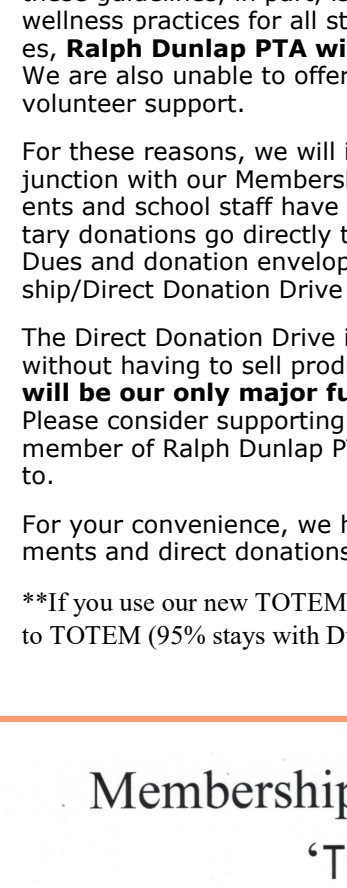 these guidelines, in part, is
wellness practices for all st
es, Ralph Dunlap PTA wi
We are also unable to offer
volunteer support.
For these reasons, we will i
junction with our Membersh
ents and school staff have
tary donations go directly t
Dues and donation envelop
ship/Direct Donation Drive
The Direct Donation Drive i
without having to sell produ
will be our only major fu
Please consider supporting
member of Ralph Dunlap P
to.
For your convenience, we h
ments and direct donations
**If you use our new TOTEM
to TOTEM (95% stays with Du
Membership
‘T